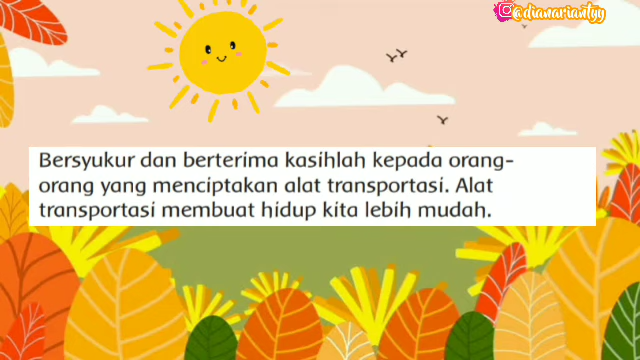 @dianariantyy
Bersyukur dan berterima kasihlah kepada orang-
orang yang menciptakan alat transportasi. Alat
transportasi membuat hidup kita lebih mudah.